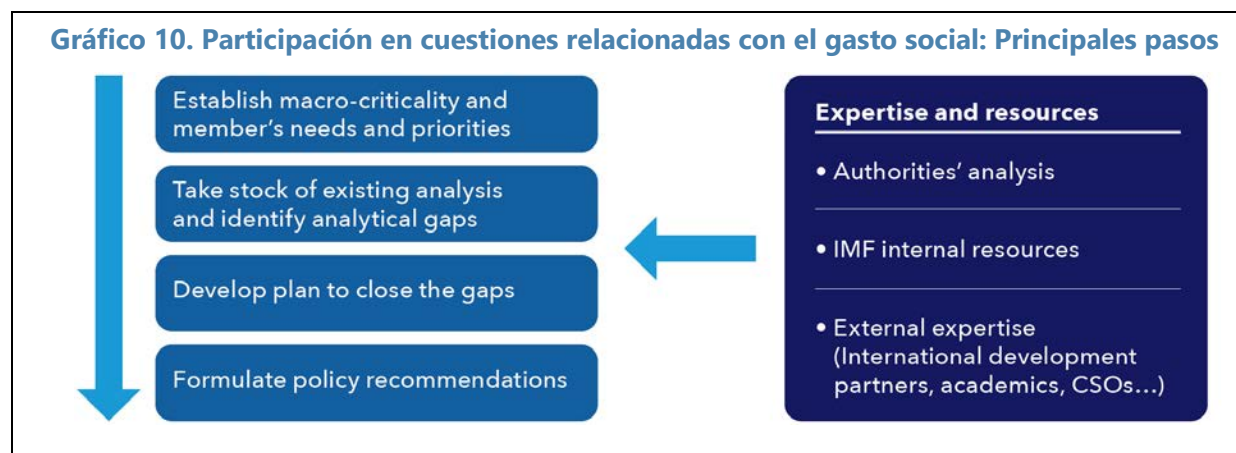 Gráfico 10. Participación en cuestiones relacionadas con el gasto social: Principales pasos
Establish macro-criticality and
member’s needs and priorities
Take stock of existing analysis
and identify analytical gaps
Develop plan to close the gaps
Formulate policy recommendations
Expertise and resources
• Authorities’ analysis
• IMF internal resources
• External expertise
(International development
partners, academics, CSOs...)